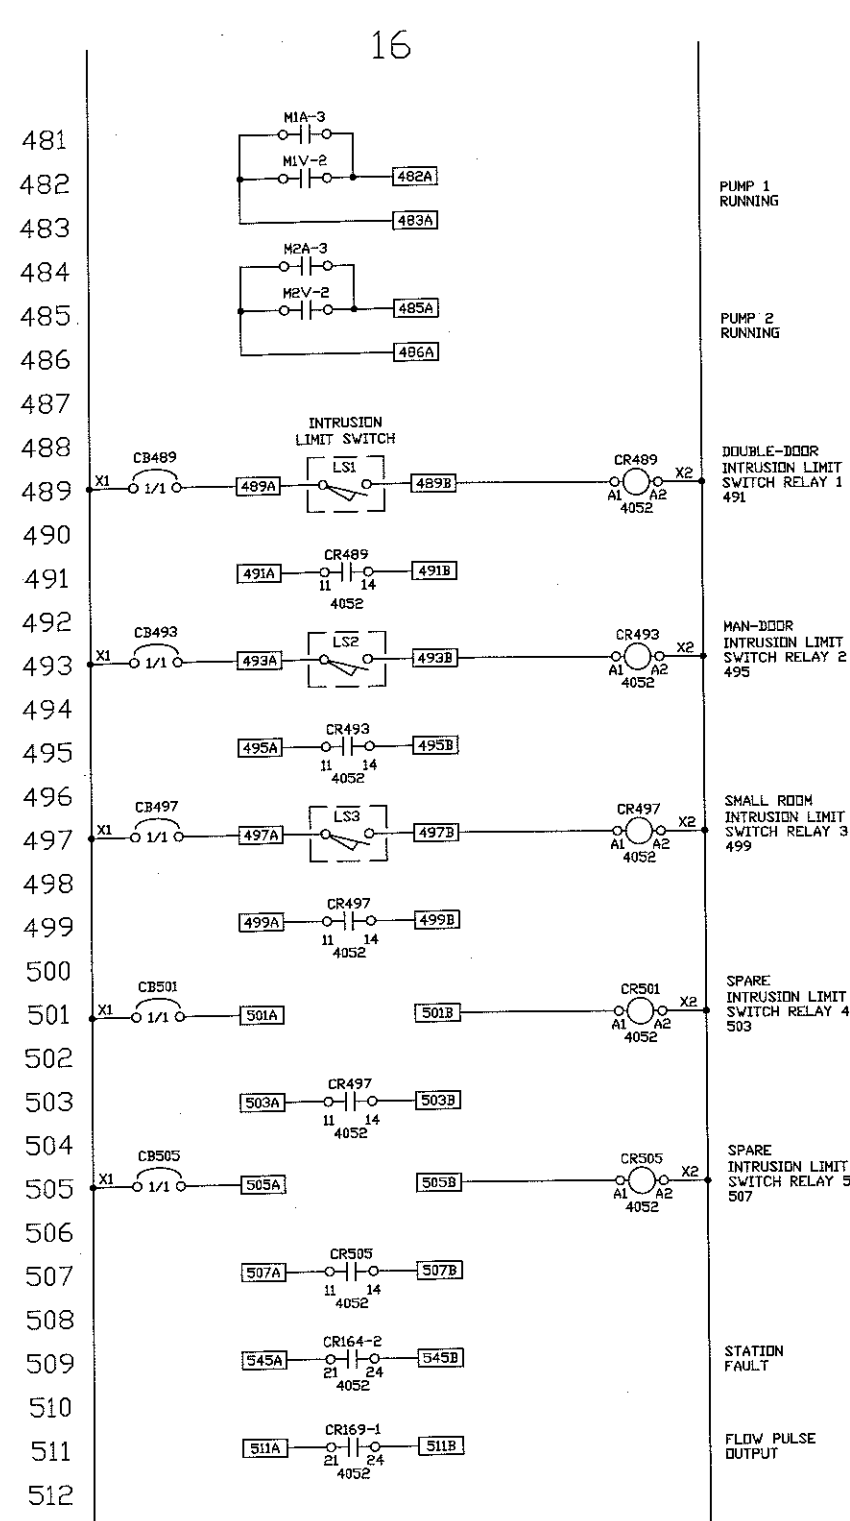 16
481
M1A-3
482
M1V-2
482A
PUMP 1
RUNNING
483
483A
484
M2A-3
485
M2V-2
485A
PUMP 2
RUNNING
486
486A
487
488
INTRUSION
LIMIT SWITCH
489
X1
CB489
1/1
489A
LS1
489B
CR489
A1
A2
4052
X2
DOUBLE-DOOR
INTRUSION LIMIT
SWITCH RELAY 1
491
490
491
491A
CR489
11
14
4052
491B
492
493
X1
CB493
1/1
493A
LS2
493B
CR493
A1
A2
4052
X2
MAN-DOOR
INTRUSION LIMIT
SWITCH RELAY 2
495
494
495
495A
CR493
11
14
4052
495B
496
497
X1
CB497
1/1
497A
LS3
497B
CR497
A1
A2
4052
X2
SMALL ROOM
INTRUSION LIMIT
SWITCH RELAY 3
499
498
499
499A
CR497
11
14
4052
499B
500
501
X1
CB501
1/1
501A
501B
CR501
A1
A2
4052
X2
SPARE
INTRUSION LIMIT
SWITCH RELAY 4
503
502
503
503A
CR497
11
14
4052
503B
504
505
X1
CB505
1/1
505A
505B
CR505
A1
A2
4052
X2
SPARE
INTRUSION LIMIT
SWITCH RELAY 5
507
506
507
507A
CR505
11
14
4052
507B
508
509
545A
CR164-2
21
24
4052
545B
STATION
FAULT
510
511
511A
CR169-1
21
24
4052
511B
FLOW PULSE
OUTPUT
512